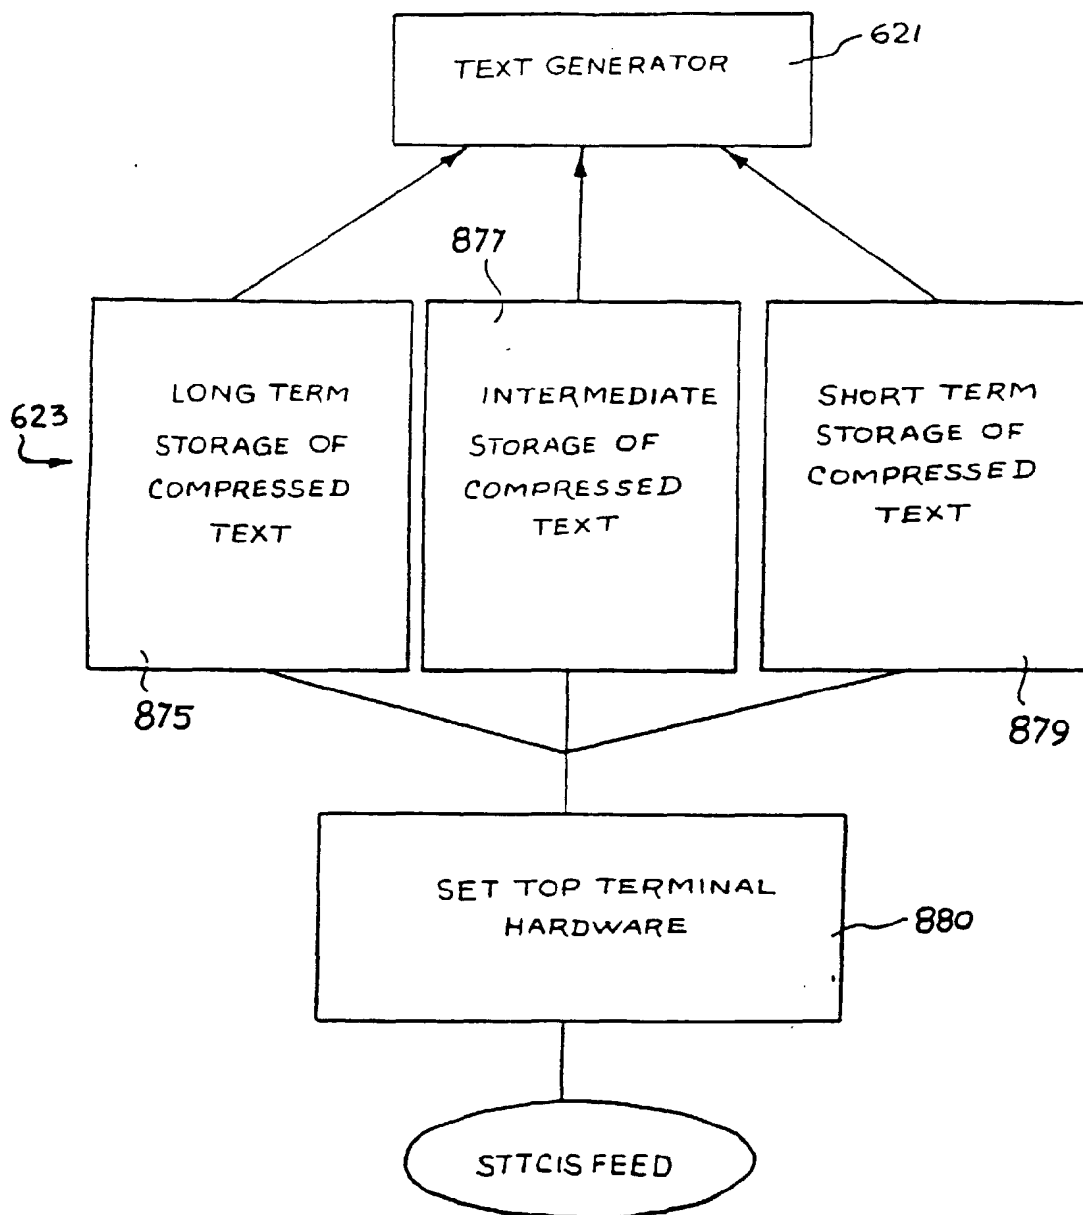 TEXT GENERATOR
621
877
623
LONG TERM
STORAGE OF
COMPRESSED
TEXT
INTERMEDIATE
STORAGE OF
COMPRESSED
TEXT
SHORT TERM
STORAGE OF
COMPRESSED
TEXT
875
879
SET TOP TERMINAL
HARDWARE
880
STTCIS FEED